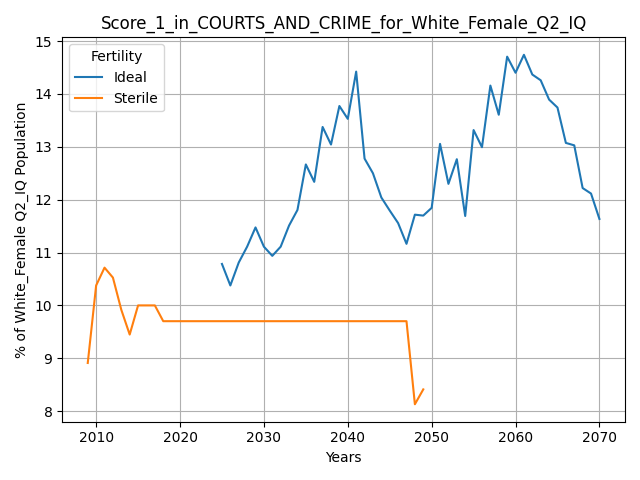 Score_1_in_COURTS_AND_CRIME_for_White_Female_Q2_IQ
Fertility
Ideal
Sterile
% of White_Female Q2_IQ Population
15
14
13
12
11
10
9
8
2010 2020 2030 2040 2050 2060 2070
Years